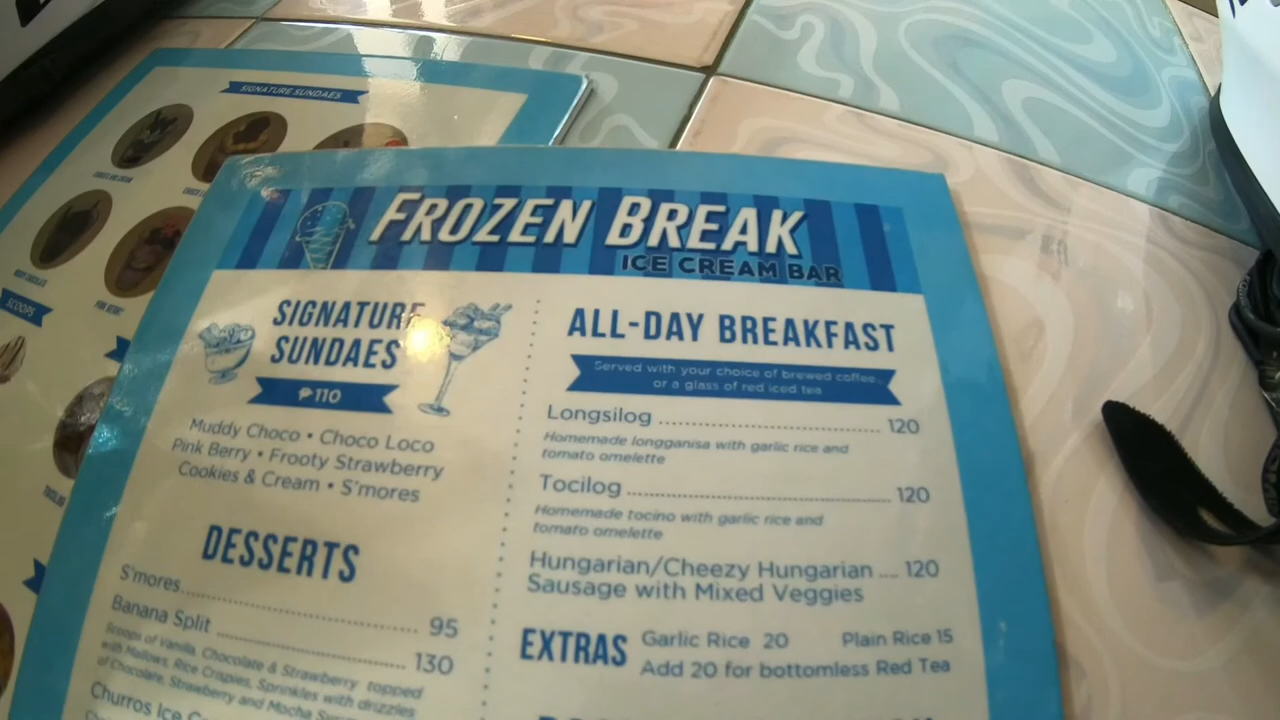 SIGNATURE SUNDAES
SCOOPS
FROZEN BREAK
ICE CREAM BAR
SIGNATURE
SUNDAES
₱110
Muddy Choco • Choco Loco
Pink Berry • Frooty Strawberry
Cookies & Cream • S'mores
DESSERTS
S'mores 95
Banana Split 130
Scoops of Vanilla, Chocolate & Strawberry topped
with Mallows, Rice Crispies, Sprinkles with drizzles
of Chocolate, Strawberry and Mocha
Churros Ice
ALL-DAY BREAKFAST
Served with your choice of brewed coffee
or a glass of red iced tea
Longsilog 120
Homemade longganisa with garlic rice and
tomato omelette
Tocilog 120
Homemade tocino with garlic rice and
tomato omelette
Hungarian/Cheezy Hungarian 120
Sausage with Mixed Veggies
EXTRAS
Garlic Rice 20 Plain Rice 15
Add 20 for bottomless Red Tea